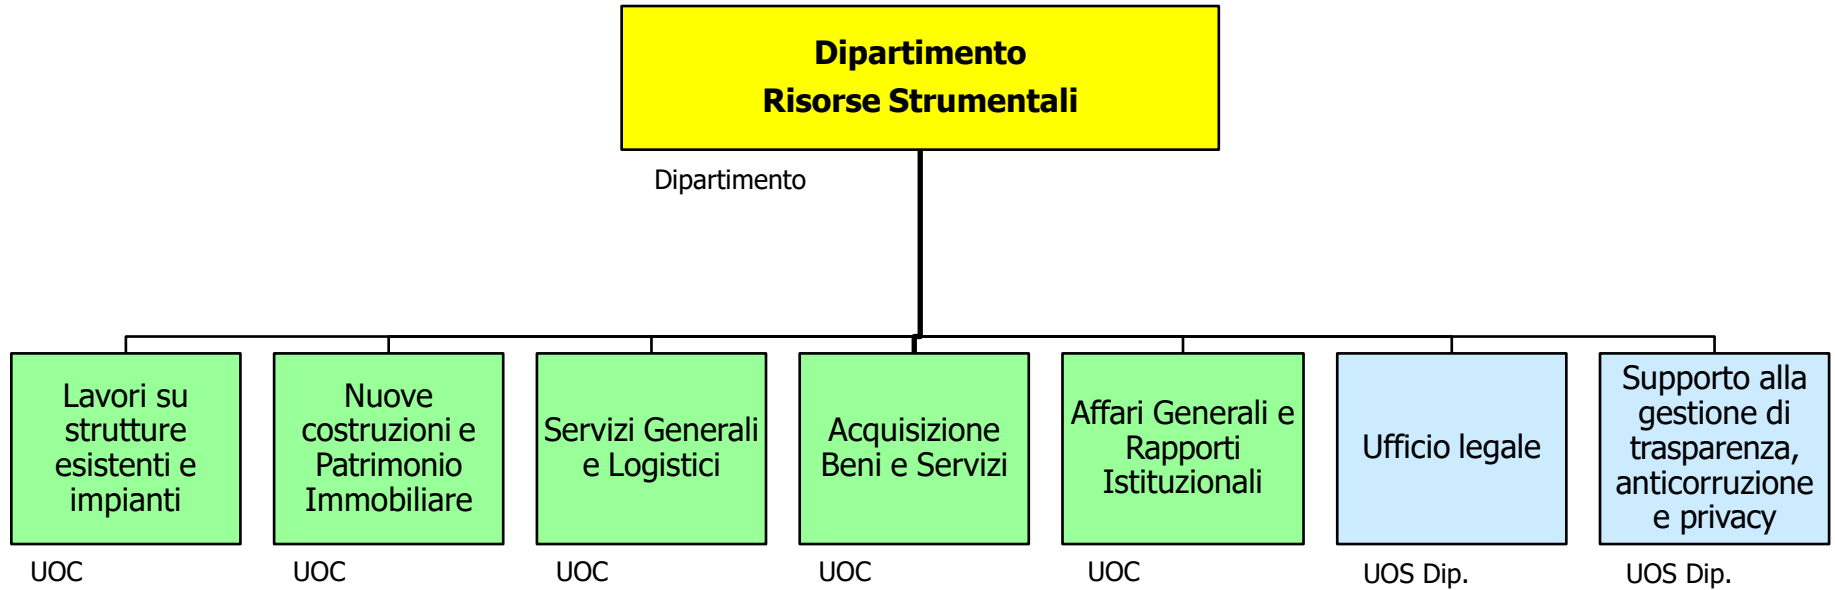 Dipartimento
Risorse Strumentali
Dipartimento
Lavori su
strutture
esistenti e
impianti
UOC
Nuove
costruzioni e
Patrimonio
Immobiliare
UOC
Servizi Generali
e Logistici
UOC
Acquisizione
Beni e Servizi
UOC
Affari Generali e
Rapporti
Istituzionali
UOC
Ufficio legale
UOS Dip.
Supporto alla
gestione di
trasparenza,
anticorruzione
e privacy
UOS Dip.